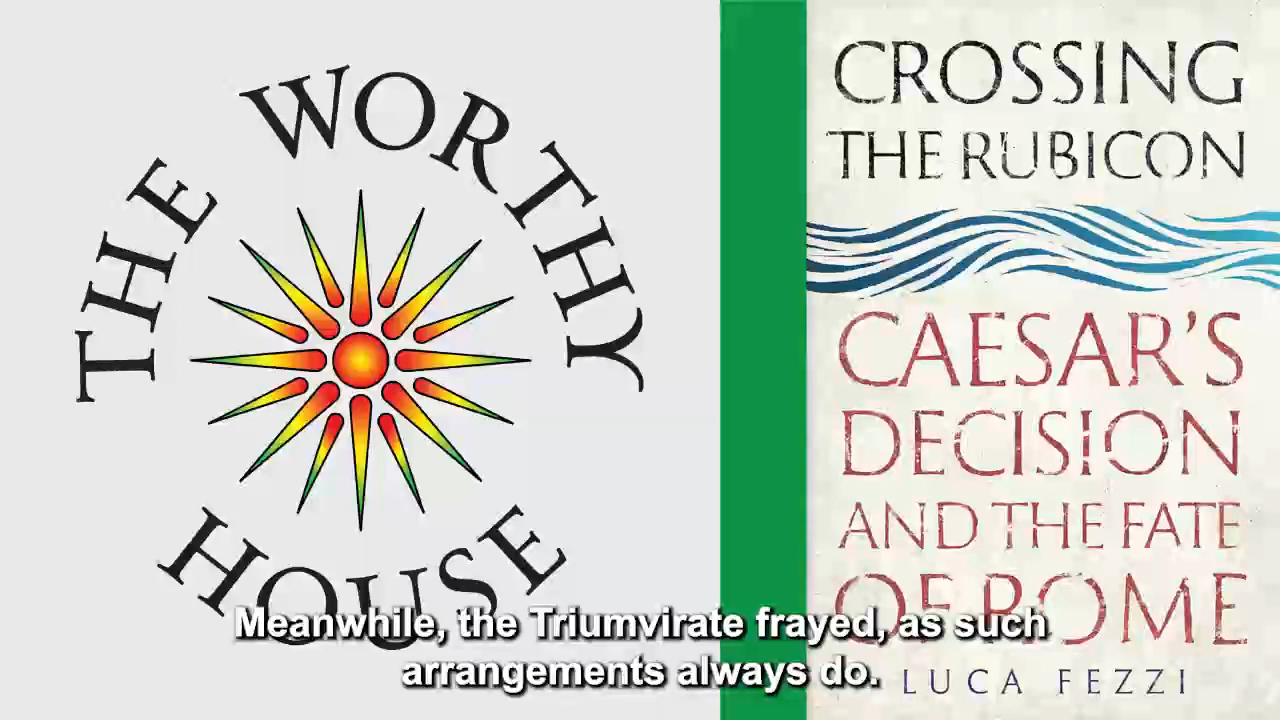 THE WORTHY
HOUSE
CROSSING
THE RUBICON
CAESAR'S
DECISION
AND THE FATE
OF ROME
LUCA FEZZI
Meanwhile, the Triumvirate frayed, as such
arrangements always do.